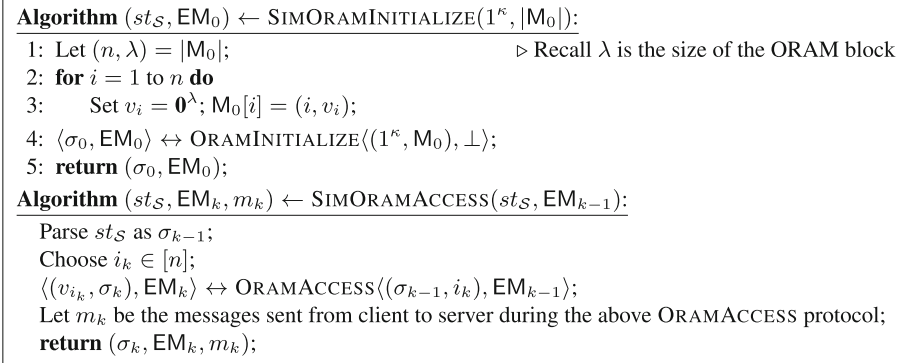 Algorithm (st_S, EM_0) ← SIMORAMINITIALIZE(1^κ, |M_0|):
1: Let (n, λ) = |M_0|; ▷ Recall λ is the size of the ORAM block
2: for i = 1 to n do
3: Set v_i = 0^λ; M_0[i] = (i, v_i);
4: ⟨σ_0, EM_0⟩ ↔ ORAMINITIALIZE⟨(1^κ, M_0), ⊥⟩;
5: return (σ_0, EM_0);
Algorithm (st_S, EM_k, m_k) ← SIMORAMACCESS(st_S, EM_{k−1}):
Parse st_S as σ_{k−1};
Choose i_k ∈ [n];
⟨(v_{i_k}, σ_k), EM_k⟩ ↔ ORAMACCESS⟨(σ_{k−1}, i_k), EM_{k−1}⟩;
Let m_k be the messages sent from client to server during the above ORAMACCESS protocol;
return (σ_k, EM_k, m_k);